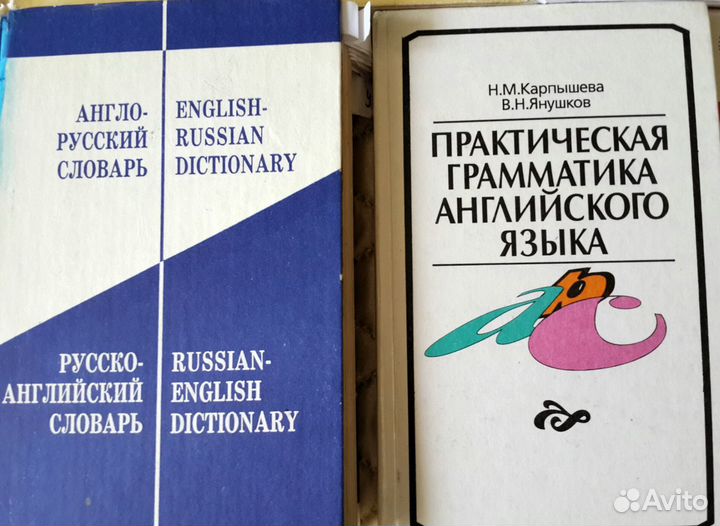 АНГЛО-
РУССКИЙ
СЛОВАРЬ
ENGLISH-
RUSSIAN
DICTIONARY
РУССКО-
АНГЛИЙСКИЙ
СЛОВАРЬ
RUSSIAN-
ENGLISH
DICTIONARY
Н.М.Карпышева
В.Н.Янушков
ПРАКТИЧЕСКАЯ
ГРАММАТИКА
АНГЛИЙСКОГО
ЯЗЫКА
Avito